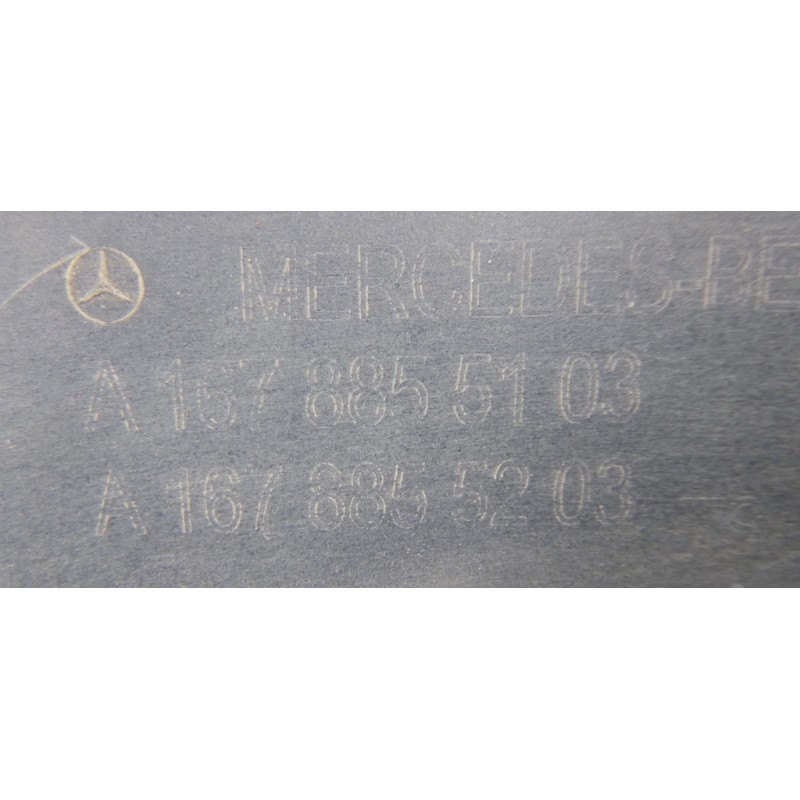 MERCEDES-BE
A 167 885 51 03
A 167 885 52 03